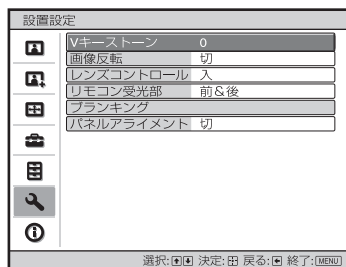 設置設定
Vキーストーン 0
画像反転 切
レンズコントロール 入
リモコン受光部 前＆後
ブランキング
パネルアライメント 切
選択: 決定: 戻る: 終了:MENU